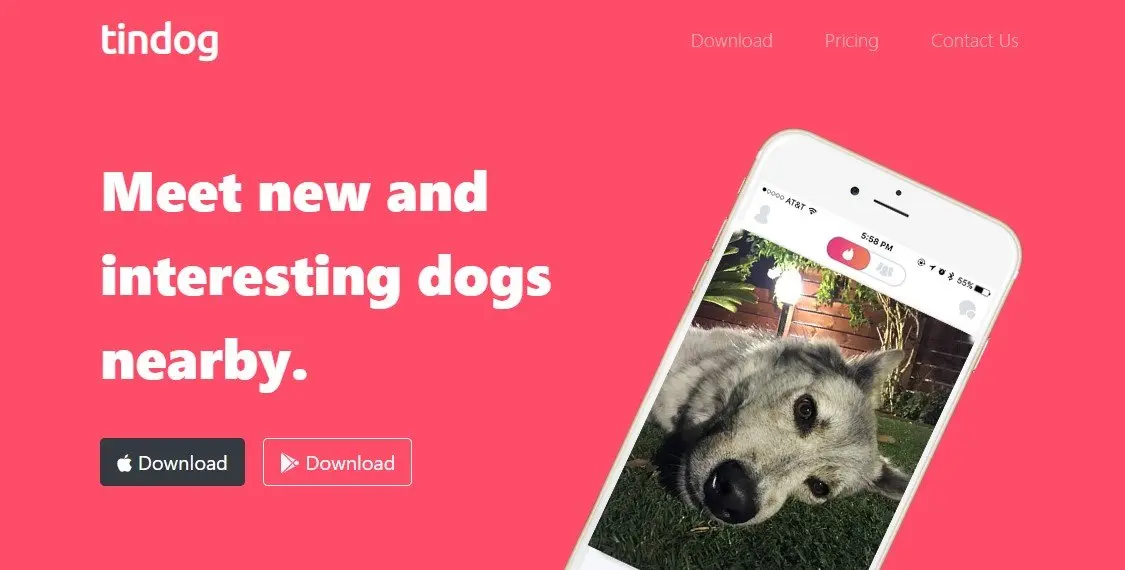 tindog
Download Pricing Contact Us
Meet new and
interesting dogs
nearby.
Download Download
AT&T
5:58 PM
55%